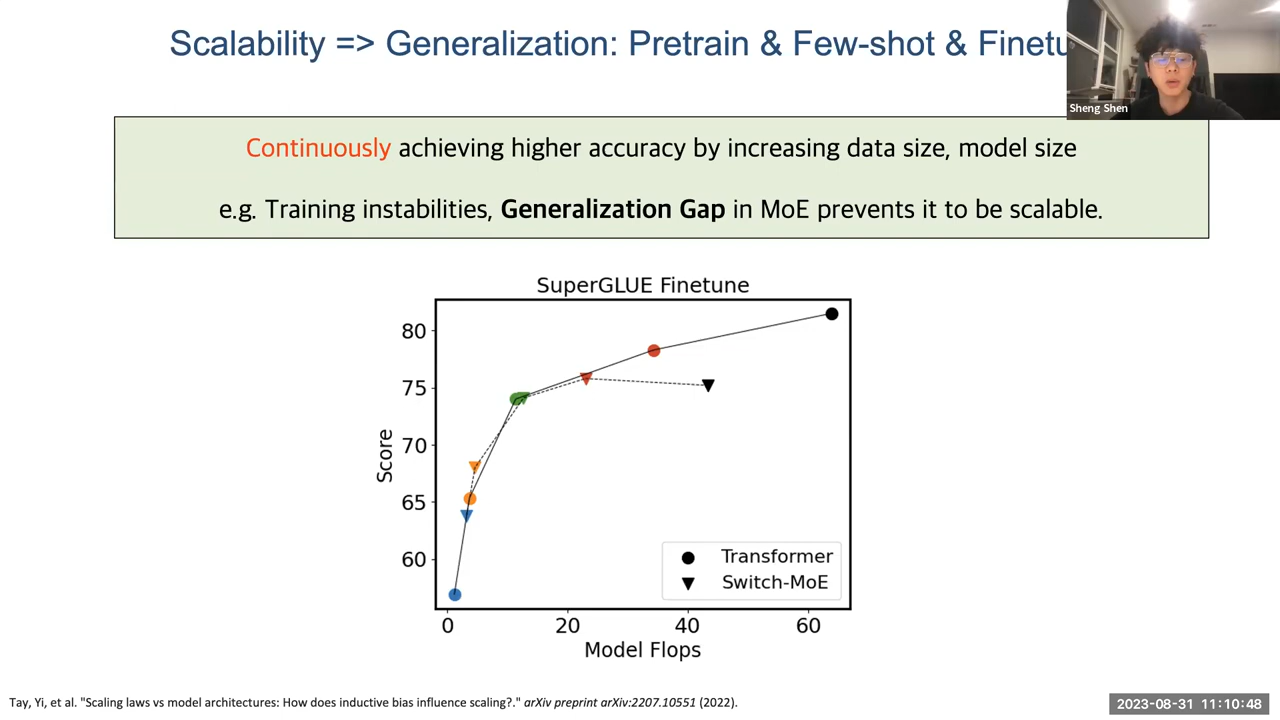 Scalability => Generalization: Pretrain & Few-shot & Finetu
Sheng Shen
Continuously achieving higher accuracy by increasing data size, model size
e.g. Training instabilities, Generalization Gap in MoE prevents it to be scalable.
SuperGLUE Finetune
80
75
70
65
60
Score
Transformer
Switch-MoE
0 20 40 60
Model Flops
Tay, Yi, et al. "Scaling laws vs model architectures: How does inductive bias influence scaling?." arXiv preprint arXiv:2207.10551 (2022).
2023-08-31 11:10:48